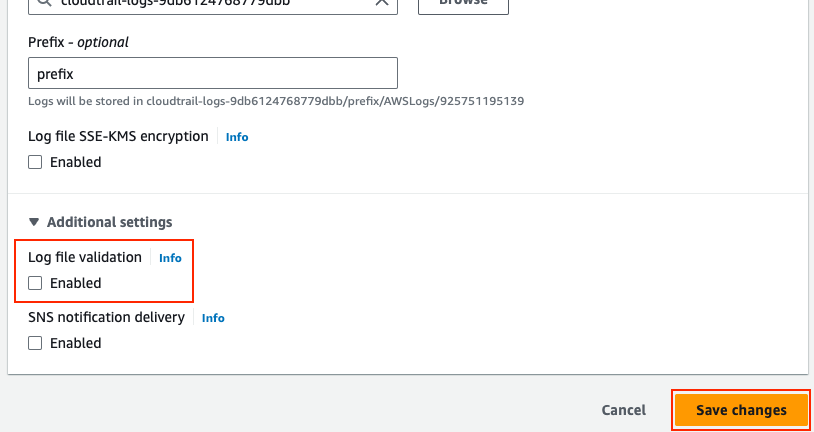 cloudtrail-logs-9db6124768779dbb
Browse
Prefix - optional
prefix
Logs will be stored in cloudtrail-logs-9db6124768779dbb/prefix/AWSLogs/925751195139
Log file SSE-KMS encryption Info
Enabled
Additional settings
Log file validation Info
Enabled
SNS notification delivery Info
Enabled
Cancel Save changes